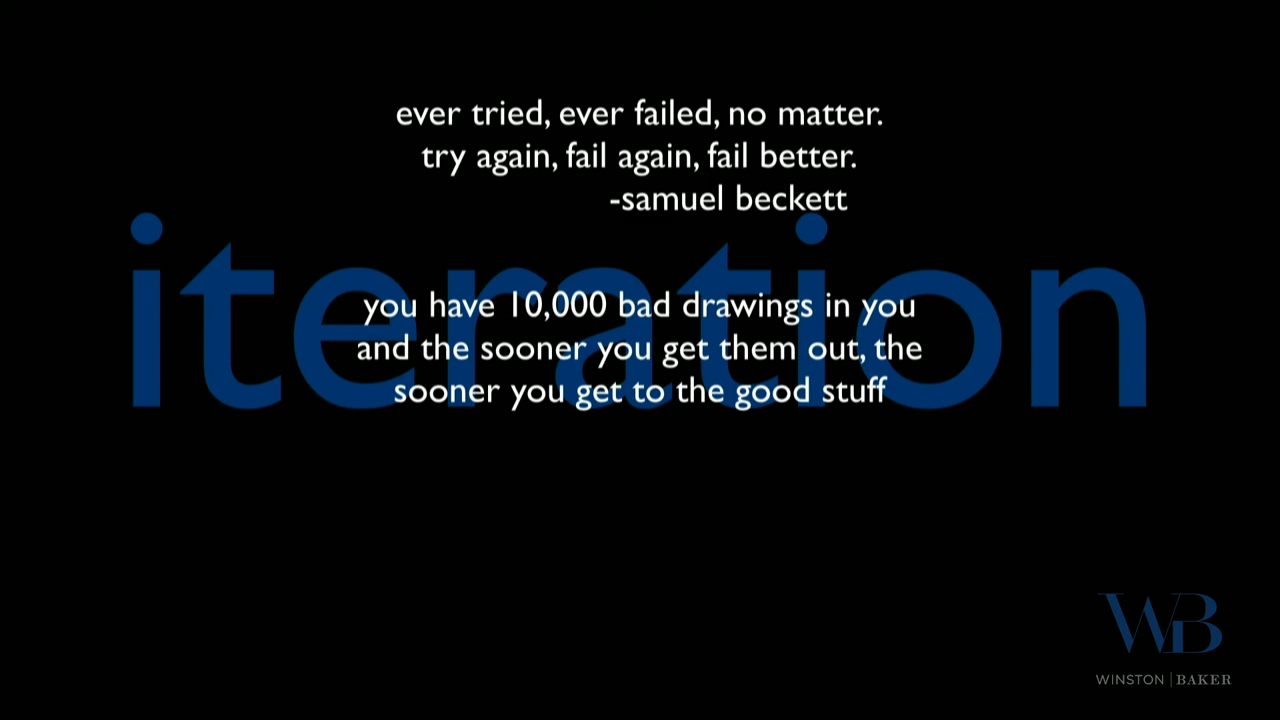 ever tried, ever failed, no matter.
try again, fail again, fail better.
-samuel beckett
iteration
you have 10,000 bad drawings in you
and the sooner you get them out, the
sooner you get to the good stuff
WB
WINSTON | BAKER